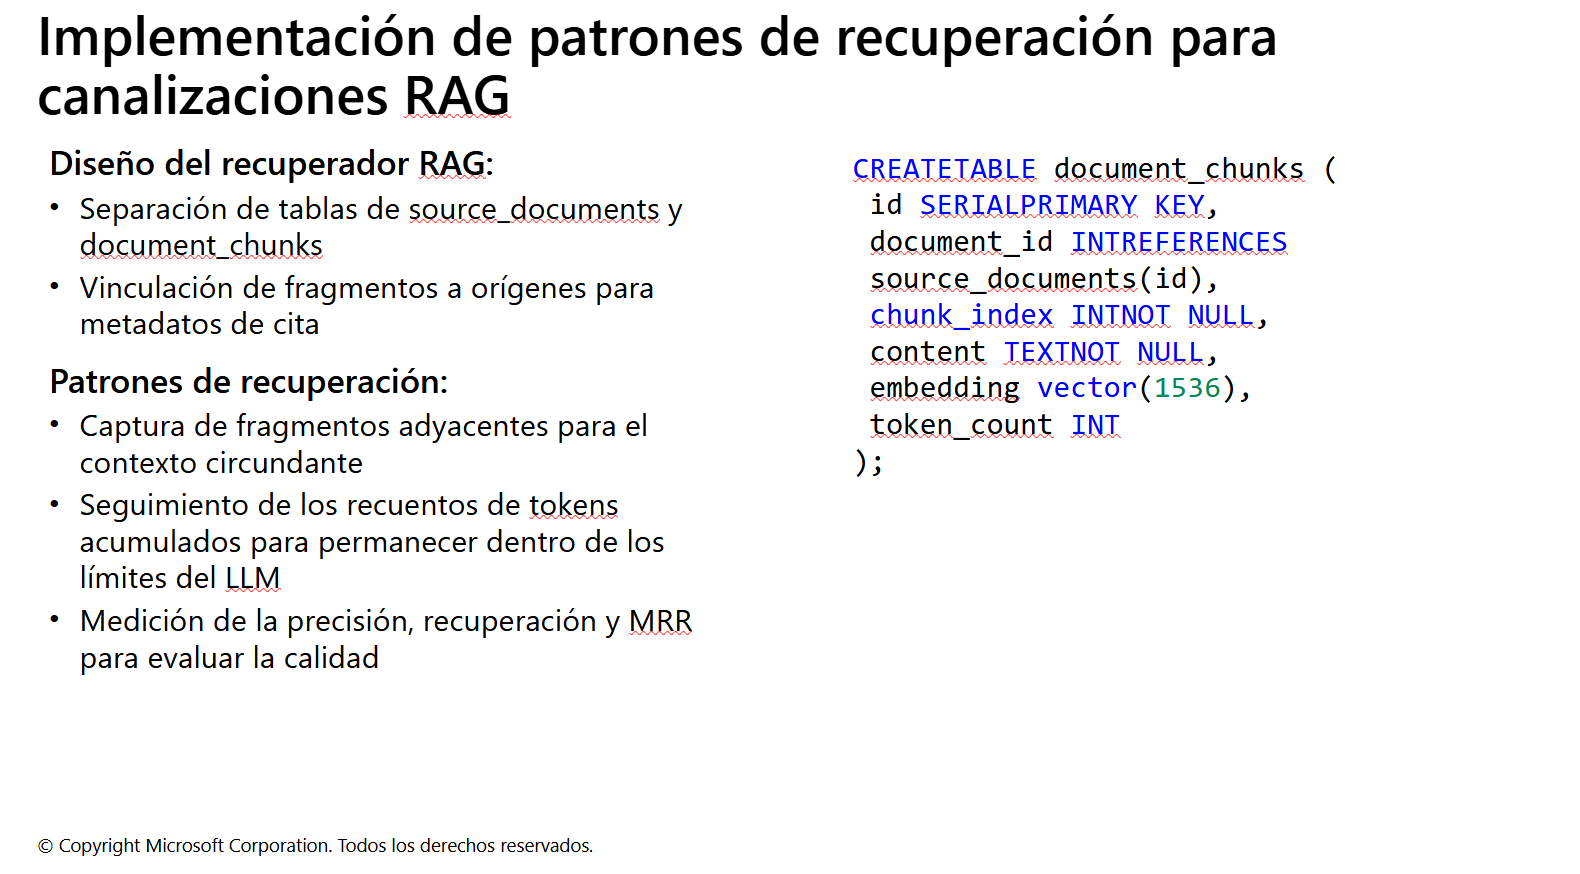 Implementación de patrones de recuperación para
canalizaciones RAG
Diseño del recuperador RAG:
• Separación de tablas de source_documents y
document_chunks
• Vinculación de fragmentos a orígenes para
metadatos de cita
Patrones de recuperación:
• Captura de fragmentos adyacentes para el
contexto circundante
• Seguimiento de los recuentos de tokens
acumulados para permanecer dentro de los
límites del LLM
• Medición de la precisión, recuperación y MRR
para evaluar la calidad
CREATETABLE document_chunks (
id SERIALPRIMARY KEY,
document_id INTREFERENCES
source_documents(id),
chunk_index INTNOT NULL,
content TEXTNOT NULL,
embedding vector(1536),
token_count INT
);
© Copyright Microsoft Corporation. Todos los derechos reservados.